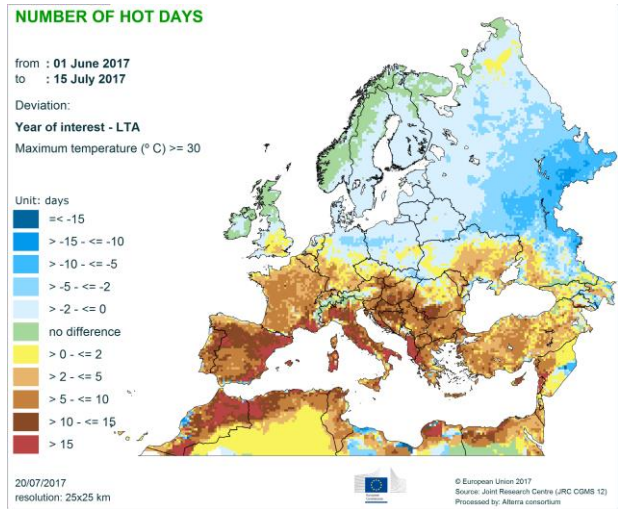 NUMBER OF HOT DAYS
from : 01 June 2017
to : 15 July 2017
Deviation:
Year of interest - LTA
Maximum temperature (º C) >= 30
Unit: days
=< -15
> -15 - <= -10
> -10 - <= -5
> -5 - <= -2
> -2 - <= 0
no difference
> 0 - <= 2
> 2 - <= 5
> 5 - <= 10
> 10 - <= 15
> 15
20/07/2017
resolution: 25x25 km
European
Commission
© European Union 2017
Source: Joint Research Centre (JRC CGMS 12)
Processed by: Alterra consortium